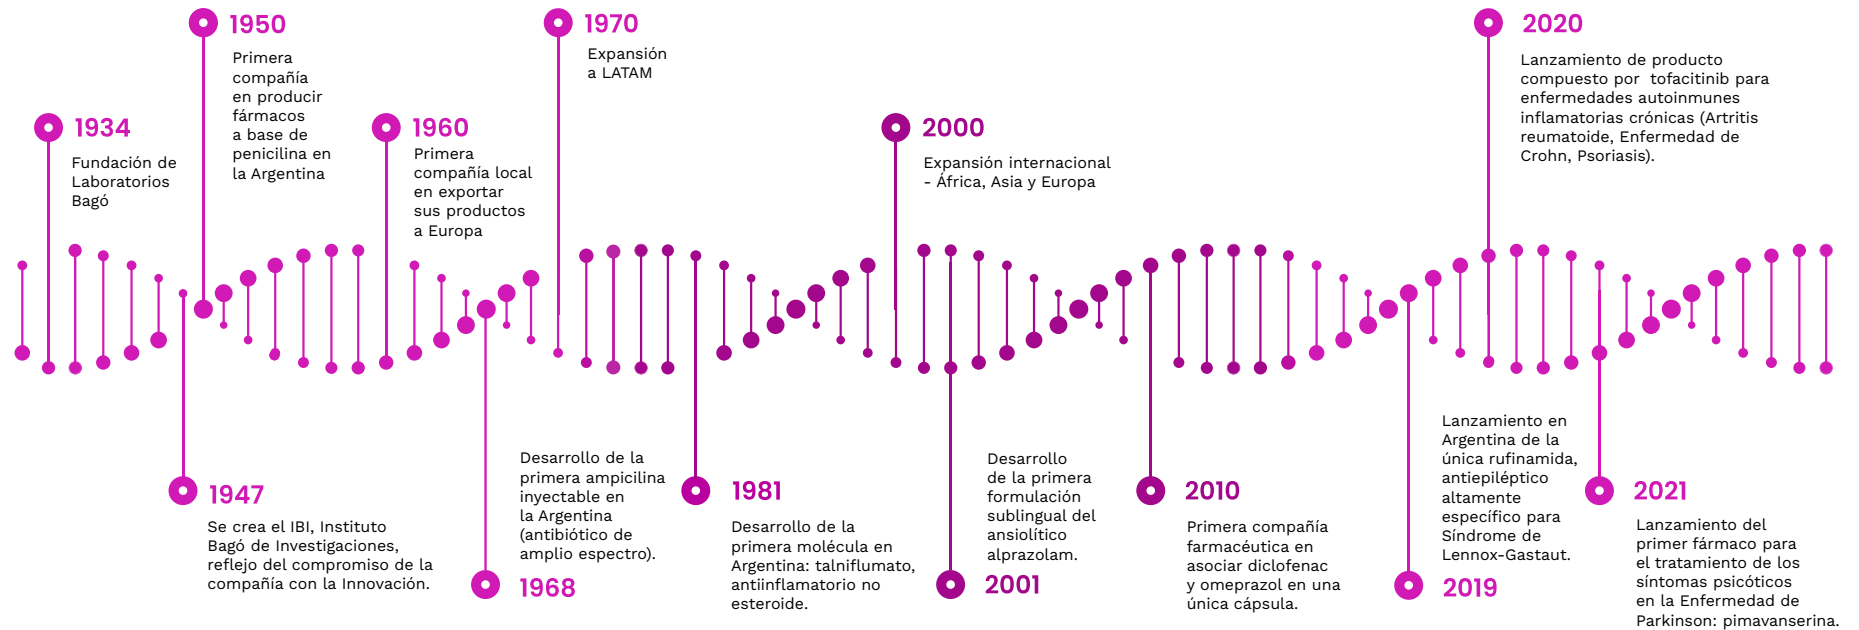 1934
Fundación de
Laboratorios
Bagó
1947
Se crea el IBI, Instituto
Bagó de Investigaciones,
reflejo del compromiso de la
compañía con la Innovación.
1950
Primera
compañía
en producir
fármacos
a base de
penicilina en
la Argentina
1960
Primera
compañía local
en exportar
sus productos
a Europa
Desarrollo de la
primera ampicilina
inyectable en
la Argentina
(antibiótico de
amplio espectro).
1968
1970
Expansión
a LATAM
1981
Desarrollo de la
primera molécula en
Argentina: talniflumato,
antiinflamatorio no
esteroide.
2000
Expansión internacional
- África, Asia y Europa
Desarrollo
de la primera
formulación
sublingual del
ansiolítico
alprazolam.
2001
2010
Primera compañía
farmacéutica en
asociar diclofenac
y omeprazol en una
única cápsula.
Lanzamiento en
Argentina de la
única rufinamida,
antiepiléptico
altamente
específico para
Síndrome de
Lennox-Gastaut.
2019
2020
Lanzamiento de producto
compuesto por tofacitinib para
enfermedades autoinmunes
inflamatorias crónicas (Artritis
reumatoide, Enfermedad de
Crohn, Psoriasis).
2021
Lanzamiento del
primer fármaco para
el tratamiento de los
síntomas psicóticos
en la Enfermedad de
Parkinson: pimavanserina.